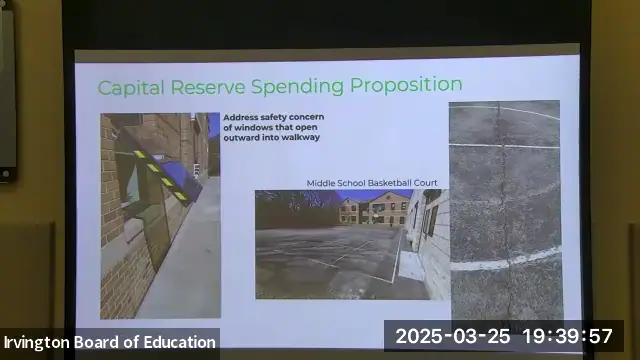 Capital Reserve Spending Proposition
Address safety concern
of windows that open
outward into walkway
Middle School Basketball Court
Irvington Board of Education
2025-03-25 19:39:57